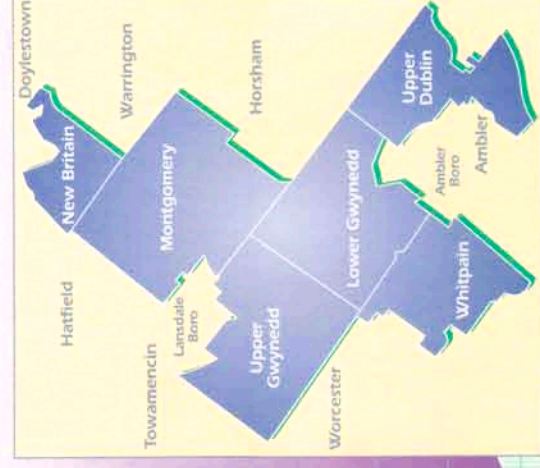 Doylestown
Warrington
Horsham
New Britain
Montgomery
Hatfield
Lansdale
Boro
Towamencin
Upper
Gwynedd
Lower Gwynedd
Upper
Dublin
Ambler
Boro
Ambler
Whitpain
Worcester